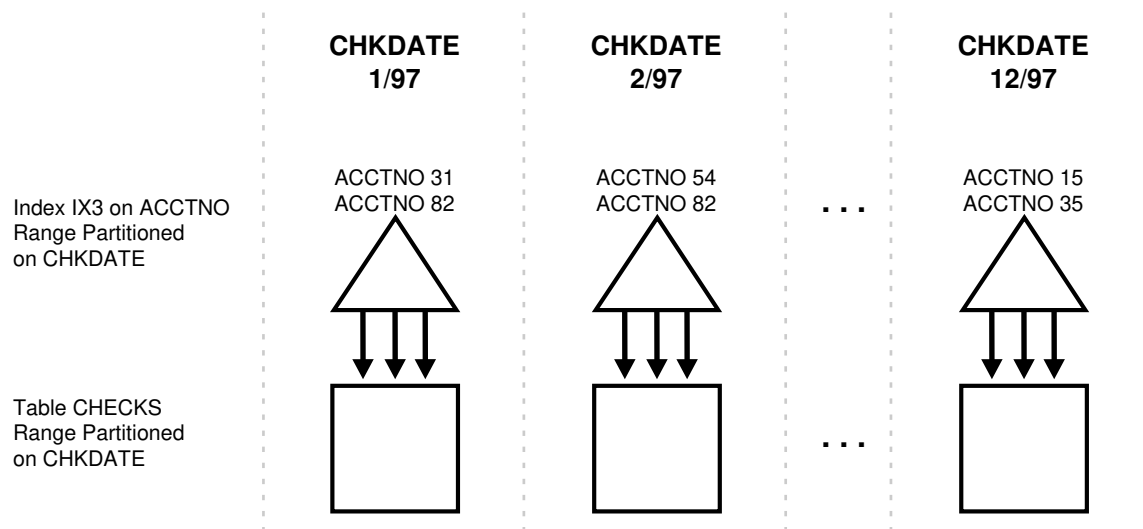 CHKDATE
1/97
CHKDATE
2/97
CHKDATE
12/97
Index IX3 on ACCTNO
Range Partitioned
on CHKDATE
ACCTNO 31
ACCTNO 82
ACCTNO 54
ACCTNO 82
. . .
ACCTNO 15
ACCTNO 35
Table CHECKS
Range Partitioned
on CHKDATE
. . .